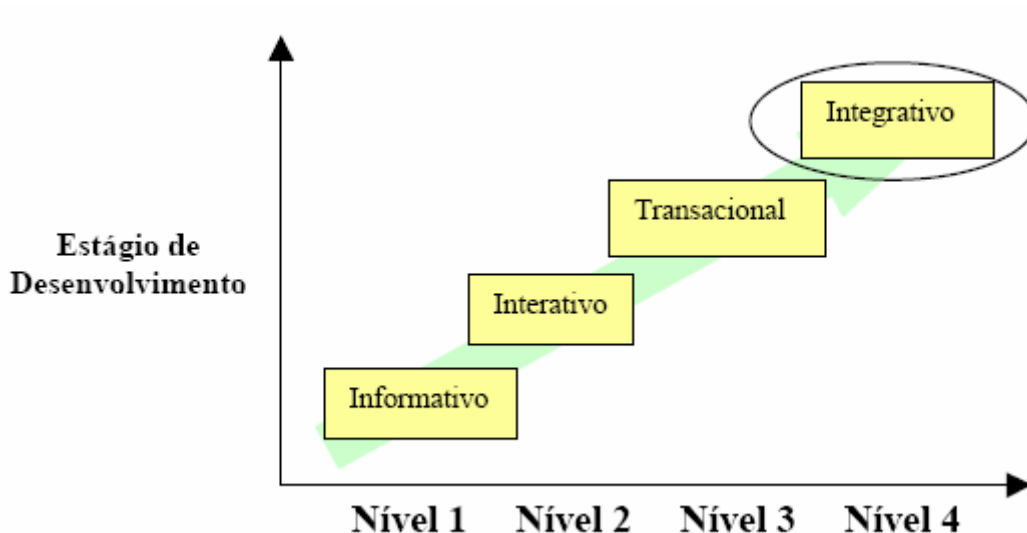 Integrativo
Transacional
Estágio de
Desenvolvimento
Interativo
Informativo
Nível 1 Nível 2 Nível 3 Nível 4